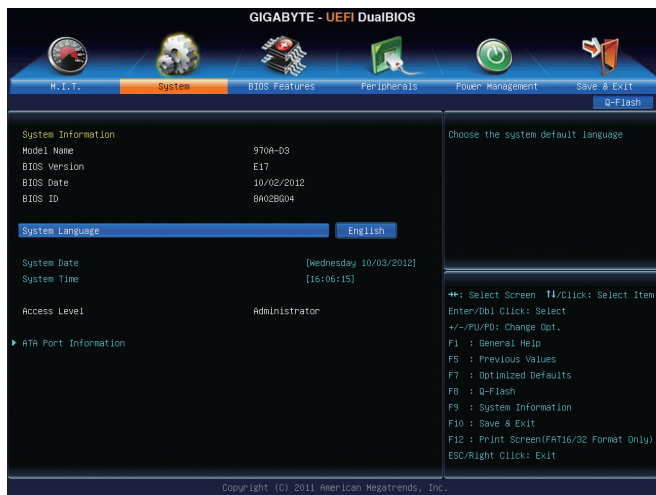 GIGABYTE - UEFI DualBIOS
M.I.T. System BIOS Features Peripherals Power Management Save & Exit
Q-Flash
System Information
Model Name 970A-D3
BIOS Version E17
BIOS Date 10/02/2012
BIOS ID 8A02BG04
System Language English
System Date [Wednesday 10/03/2012]
System Time [16:06:15]
Access Level Administrator
ATA Port Information
Choose the system default language
→←: Select Screen ↑↓/Click: Select Item
Enter/Dbl Click: Select
+/-/PU/PD: Change Opt.
F1 : General Help
F5 : Previous Values
F7 : Optimized Defaults
F8 : Q-Flash
F9 : System Information
F10 : Save & Exit
F12 : Print Screen(FAT16/32 Format Only)
ESC/Right Click: Exit
Copyright (C) 2011 American Megatrends, Inc.